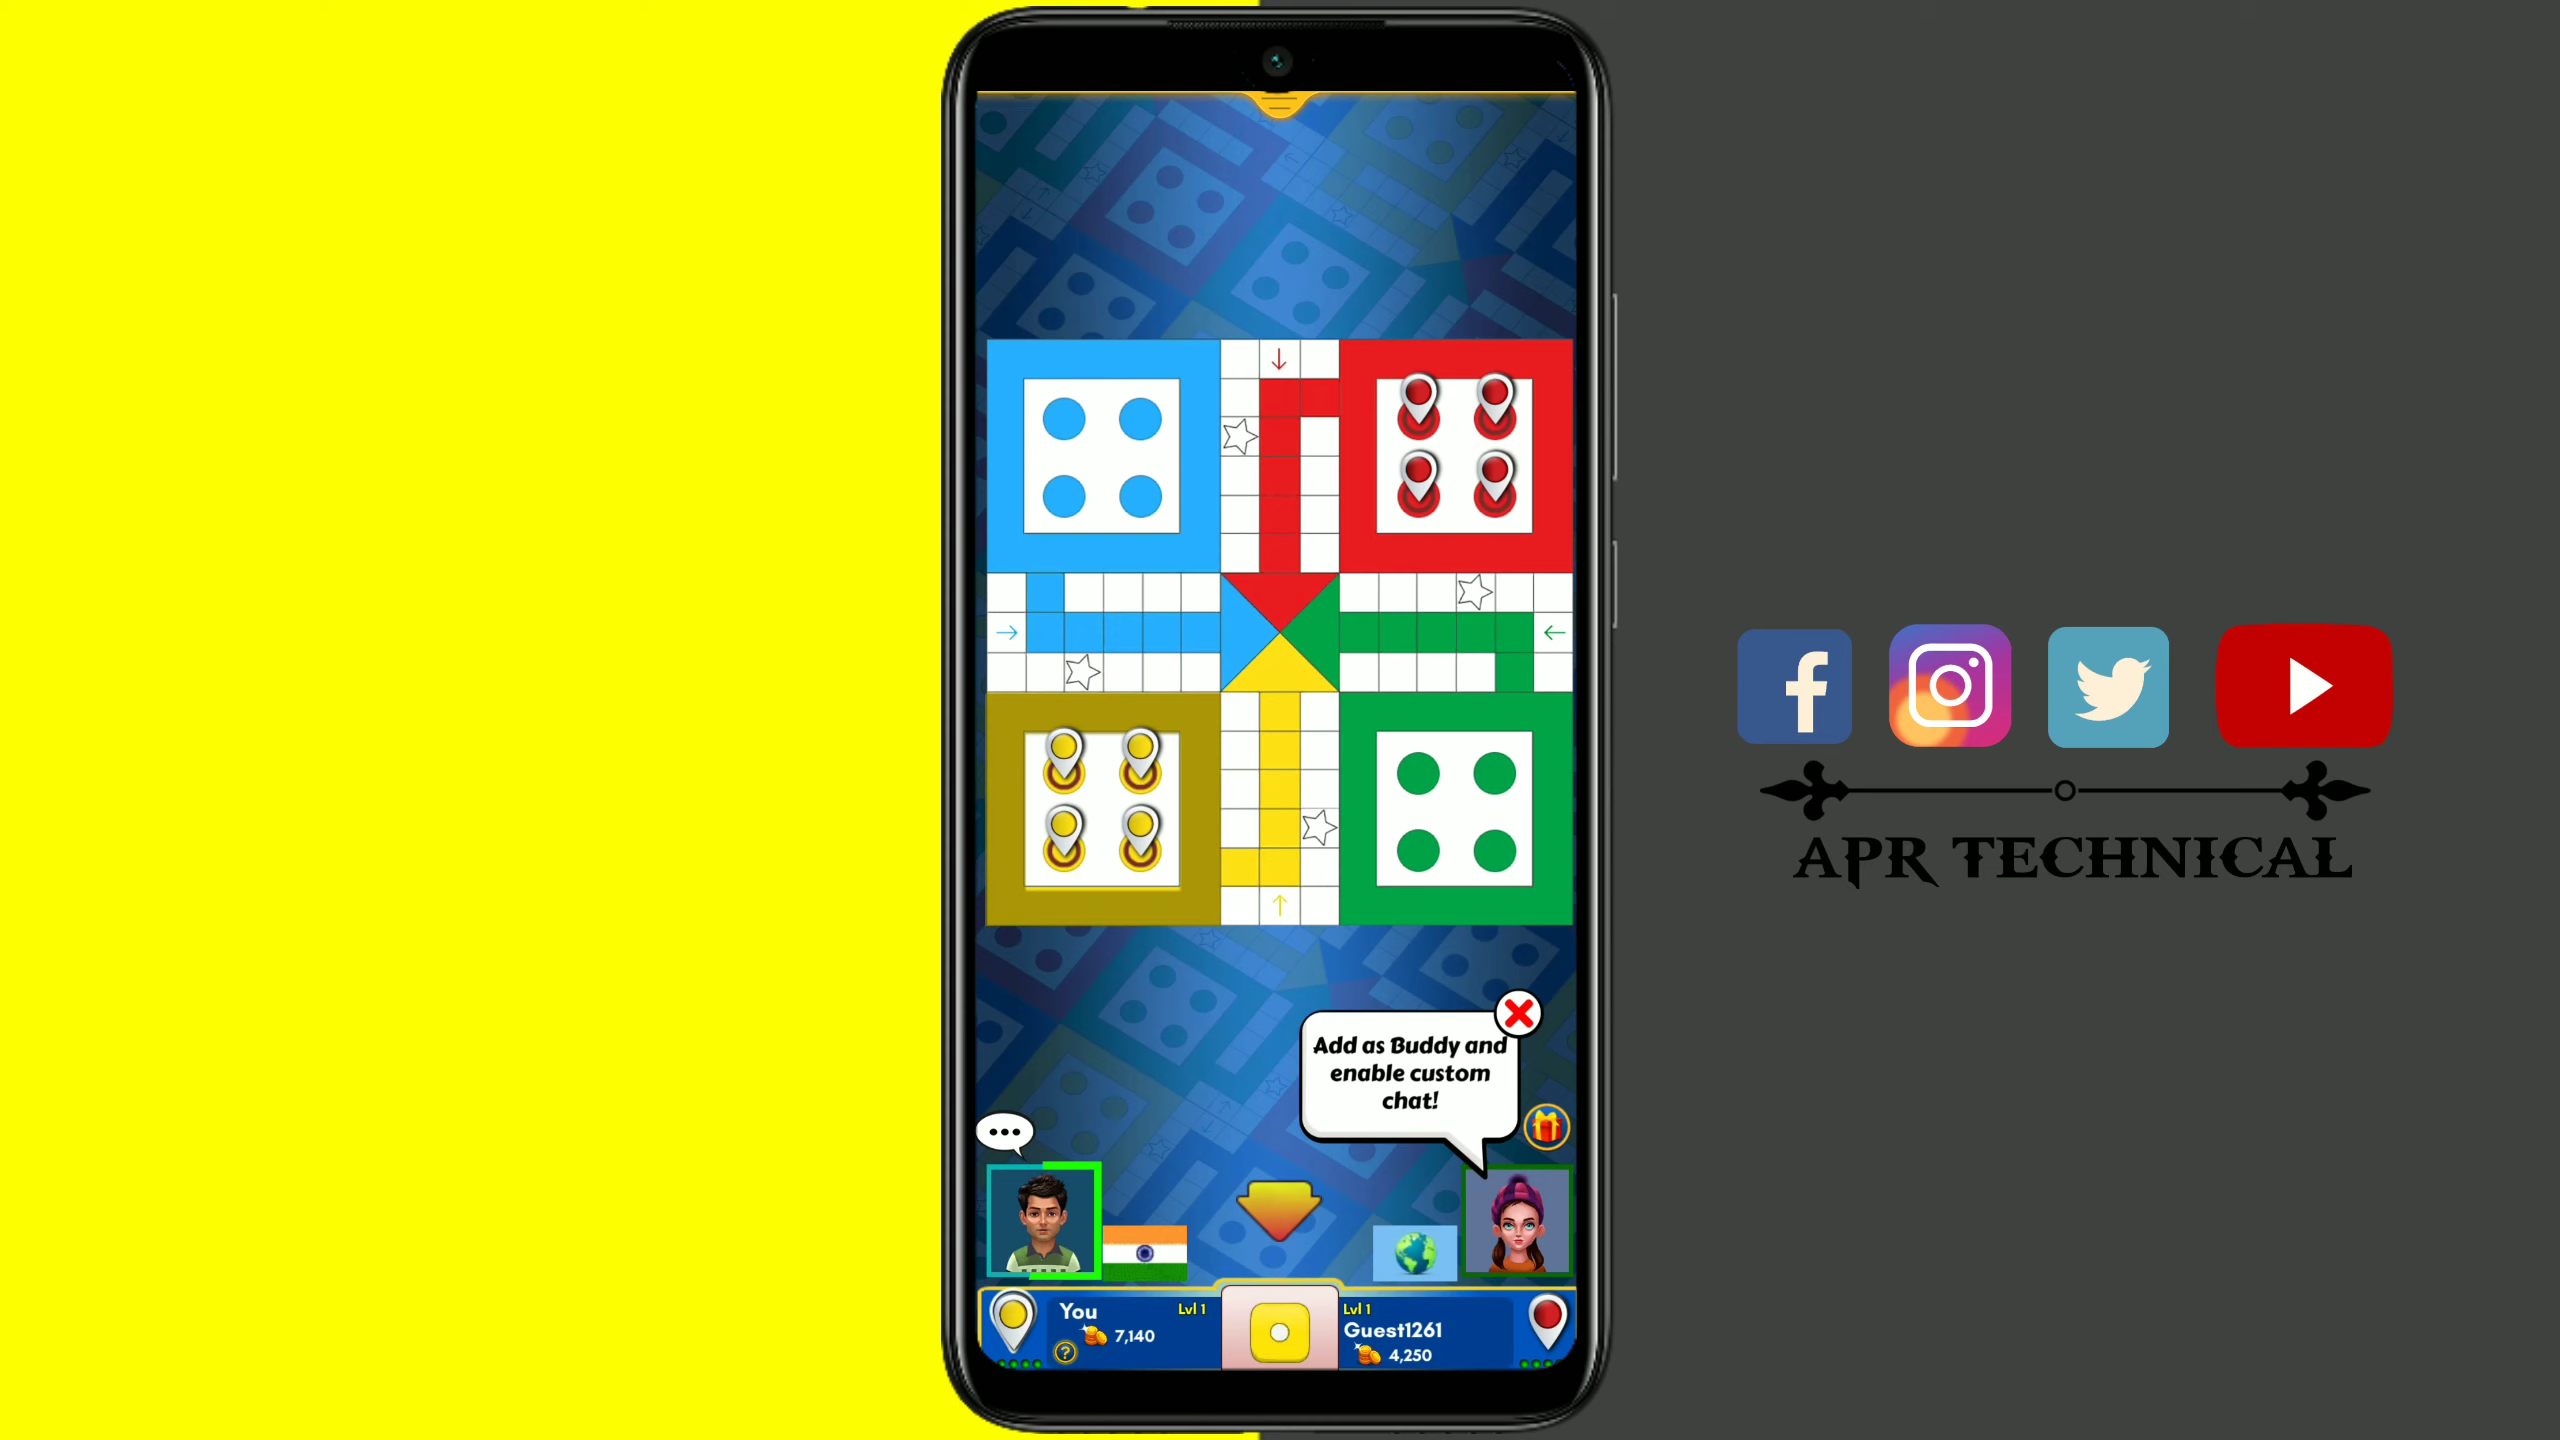 Add as Buddy and
enable custom
chat!
You
Lvl 1
7,140
?
Lvl 1
Guest1261
4,250
APR TECHNICAL